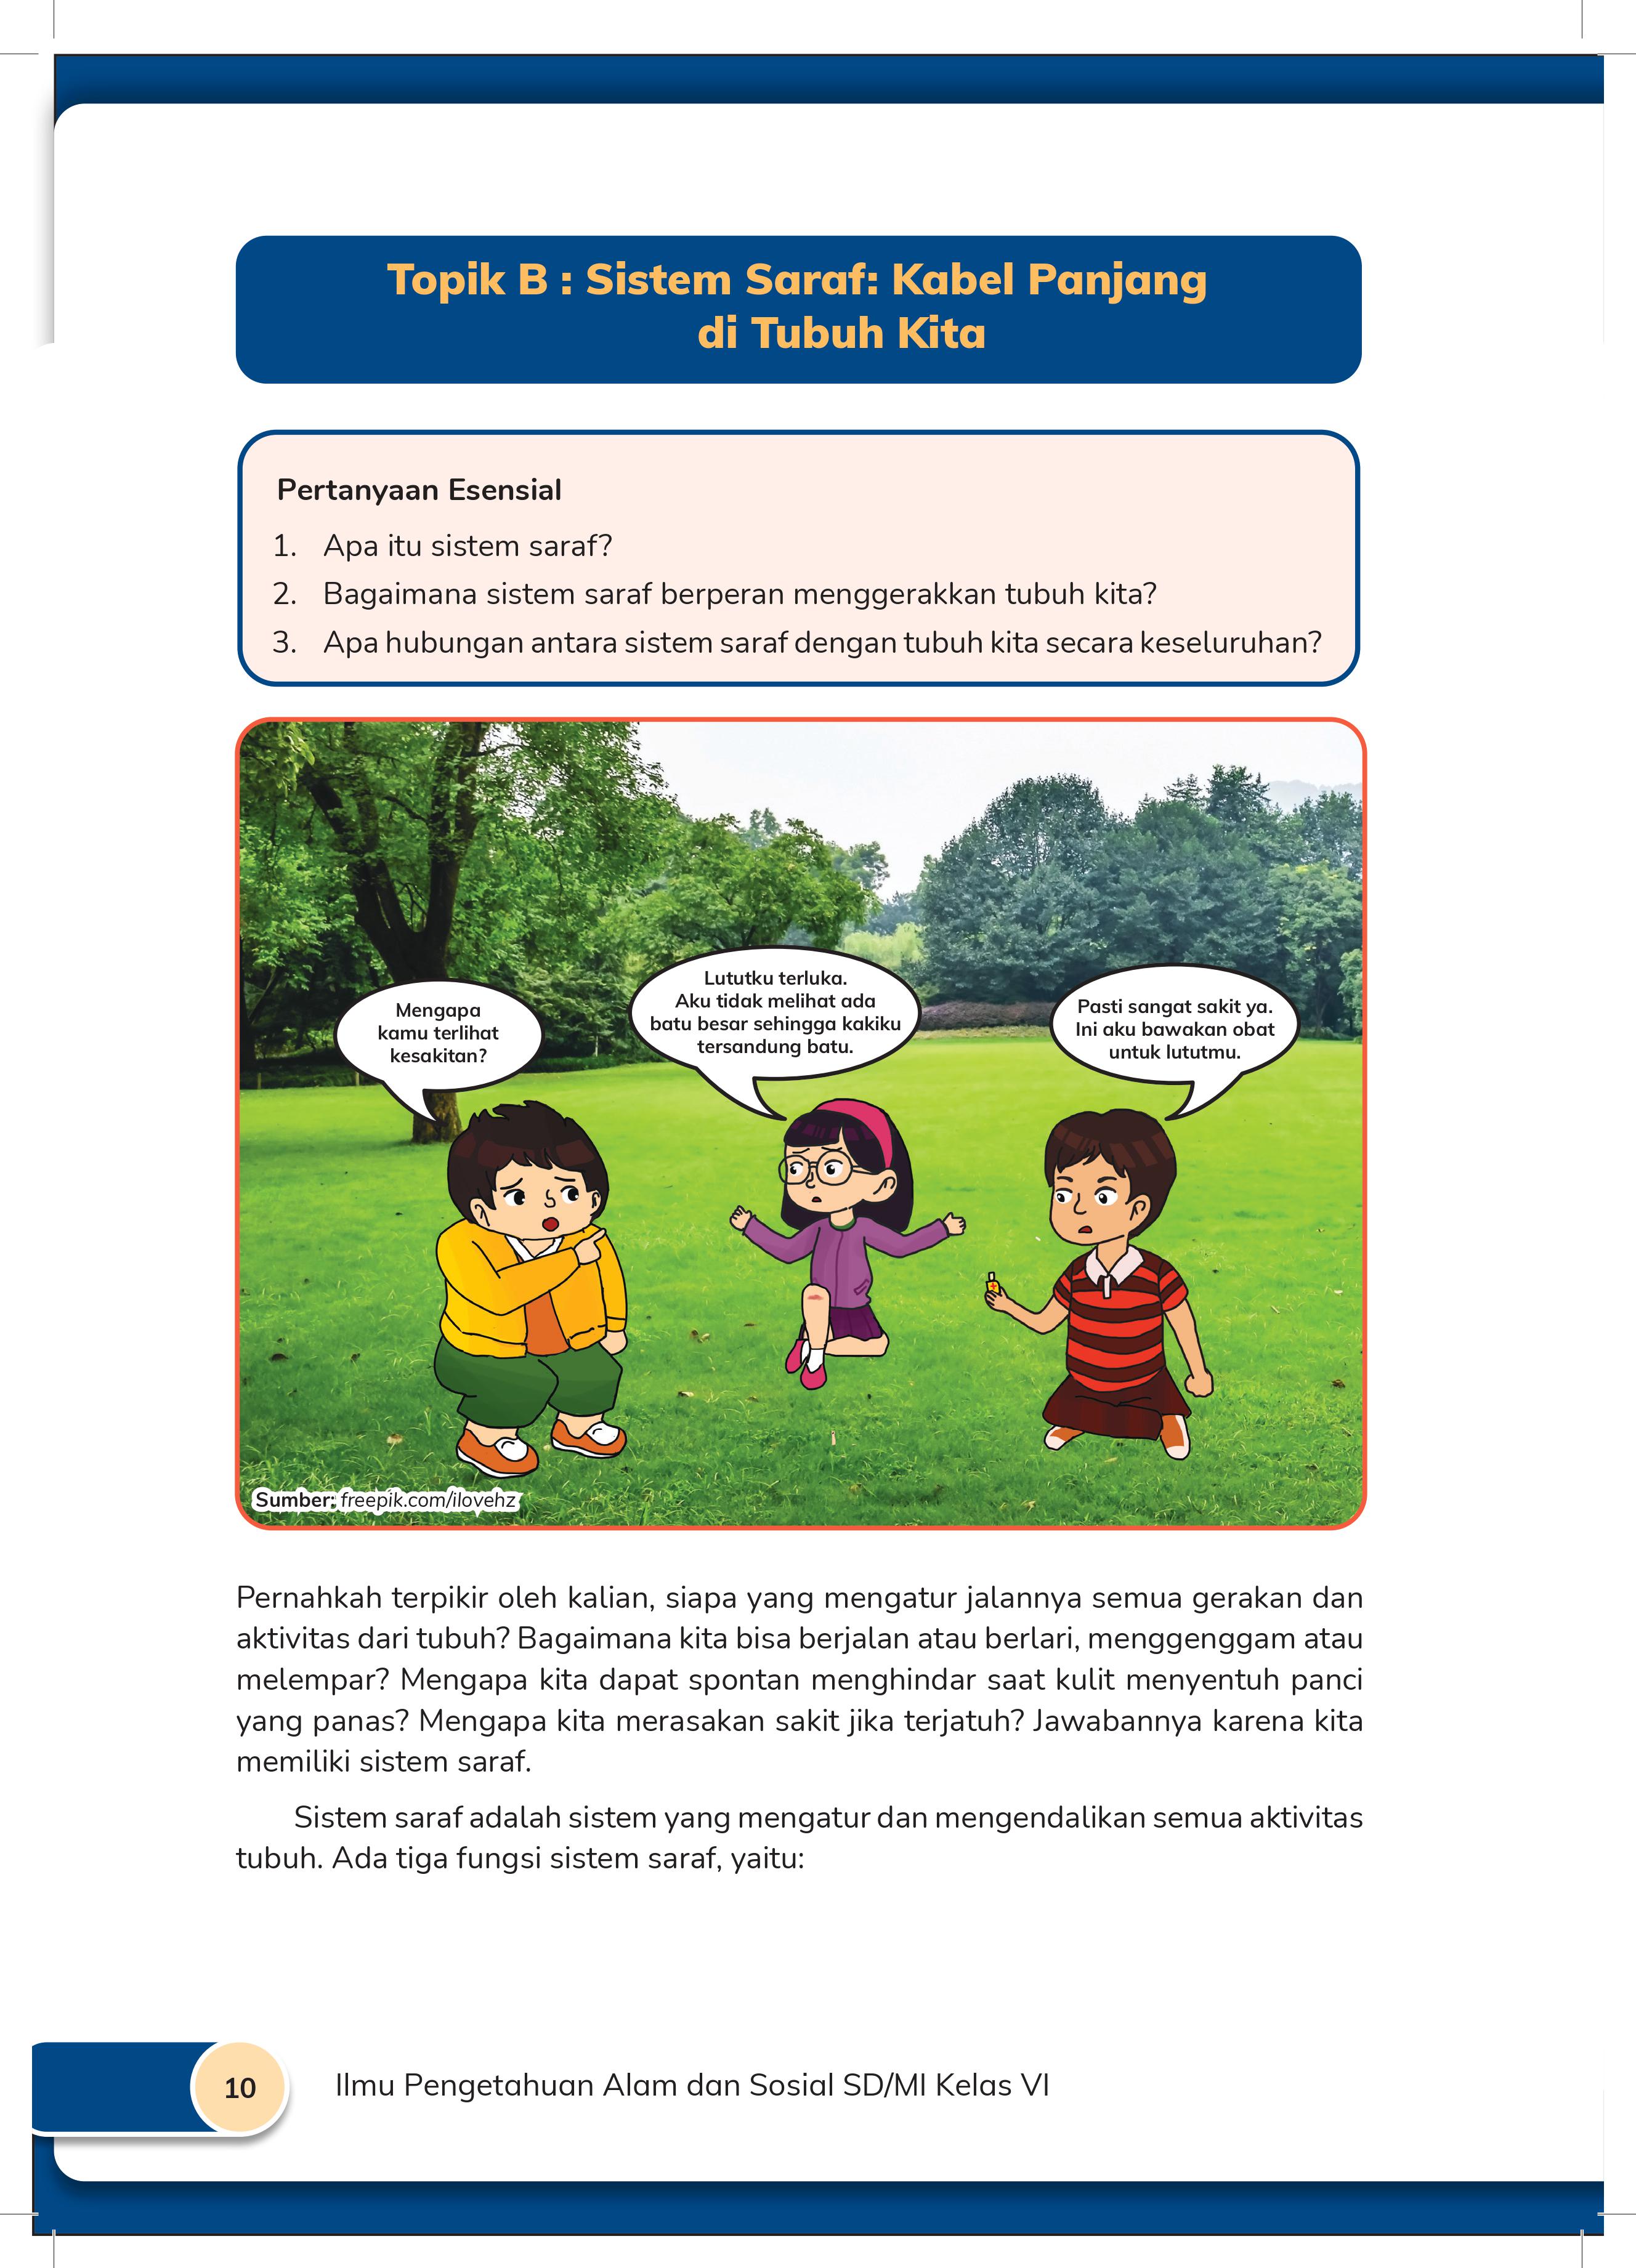 Topik B : Sistem Saraf: Kabel Panjang
di Tubuh Kita
Pertanyaan Esensial
1. Apa itu sistem saraf?
2. Bagaimana sistem saraf berperan menggerakkan tubuh kita?
3. Apa hubungan antara sistem saraf dengan tubuh kita secara keseluruhan?
Mengapa
kamu terlihat
kesakitan?
Lututku terluka.
Aku tidak melihat ada
batu besar sehingga kakiku
tersandung batu.
Pasti sangat sakit ya.
Ini aku bawakan obat
untuk lututmu.
Sumber: freepik.com/ilovehz
Pernahkah terpikir oleh kalian, siapa yang mengatur jalannya semua gerakan dan
aktivitas dari tubuh? Bagaimana kita bisa berjalan atau berlari, menggenggam atau
melempar? Mengapa kita dapat spontan menghindar saat kulit menyentuh panci
yang panas? Mengapa kita merasakan sakit jika terjatuh? Jawabannya karena kita
memiliki sistem saraf.
Sistem saraf adalah sistem yang mengatur dan mengendalikan semua aktivitas
tubuh. Ada tiga fungsi sistem saraf, yaitu:
10
Ilmu Pengetahuan Alam dan Sosial SD/MI Kelas VI